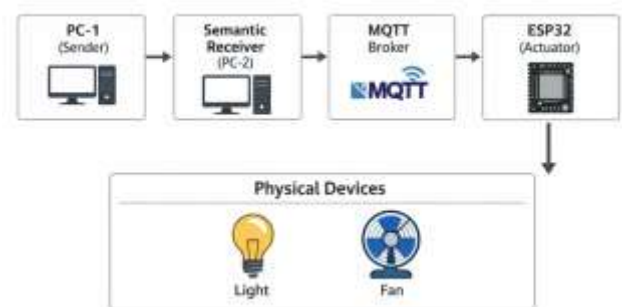 PC-1
(Sender)
Semantic
Receiver
(PC-2)
MQTT
Broker
MQTT
ESP32
(Actuator)
Physical Devices
Light
Fan